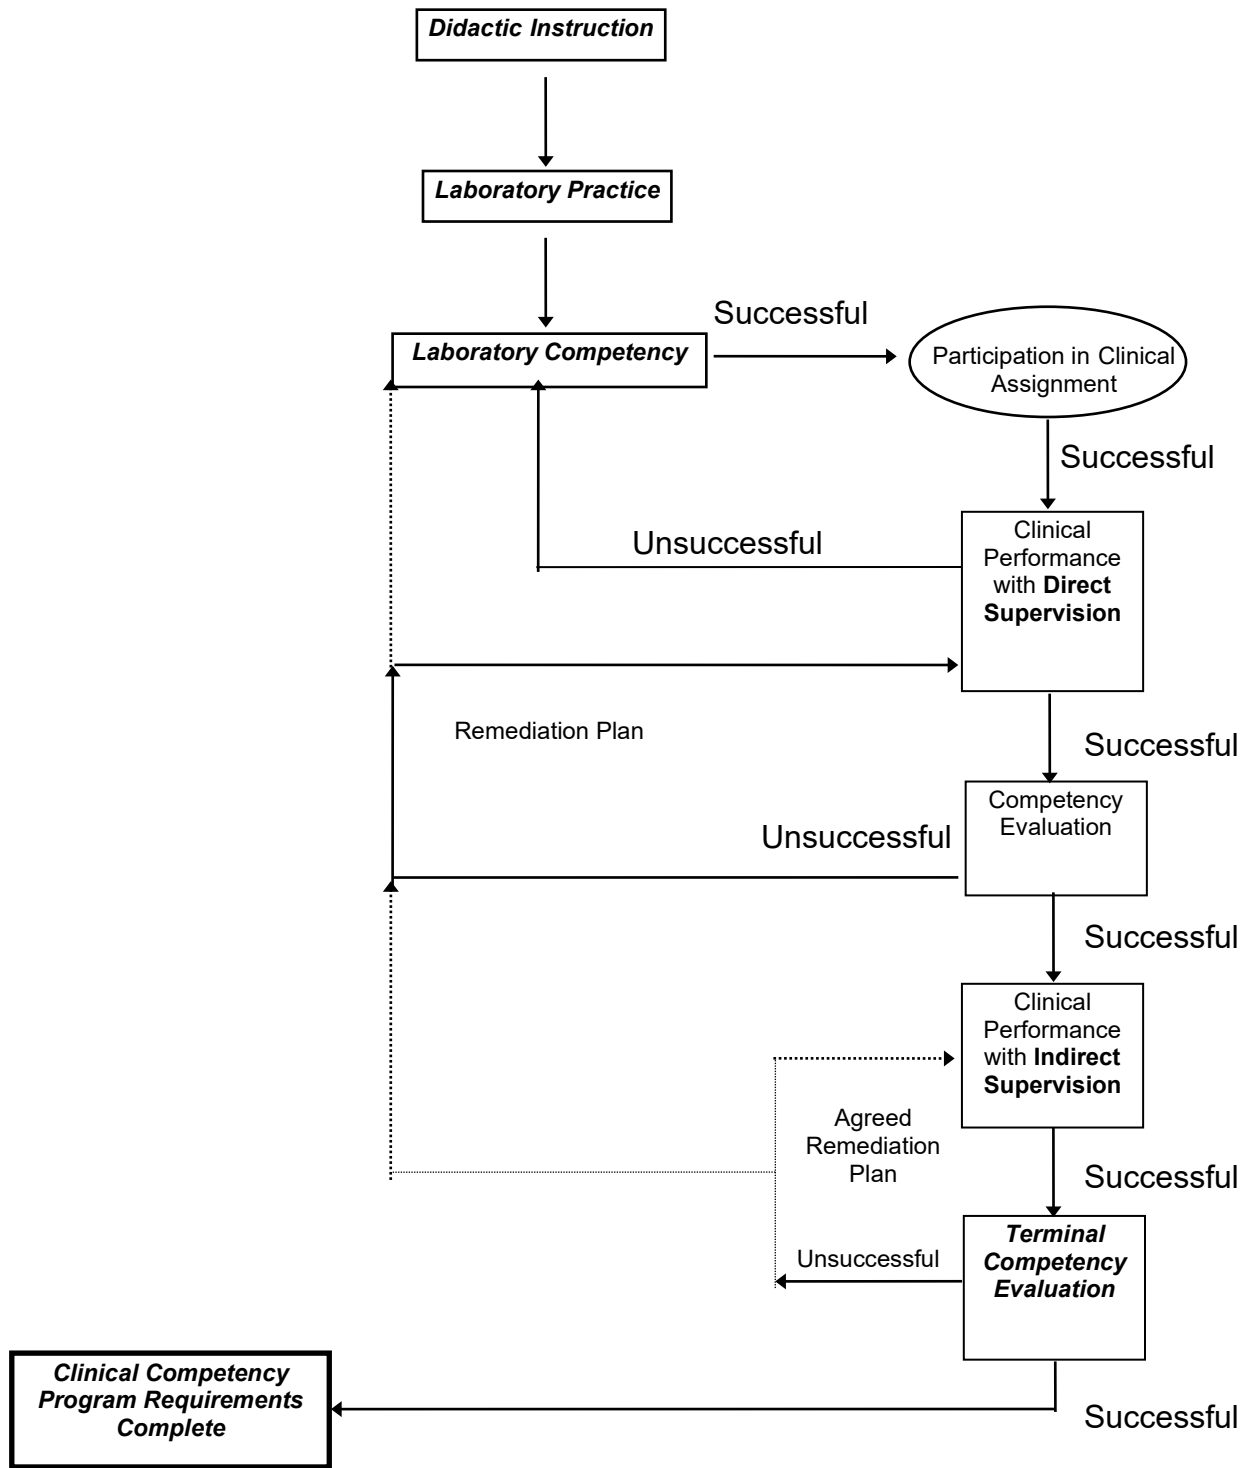 Didactic Instruction
Laboratory Practice
Successful
Laboratory Competency
Participation in Clinical
Assignment
Successful
Clinical
Performance
with Direct
Supervision
Unsuccessful
Remediation Plan
Successful
Competency
Evaluation
Unsuccessful
Successful
Clinical
Performance
with Indirect
Supervision
Agreed
Remediation
Plan
Successful
Terminal
Competency
Evaluation
Unsuccessful
Clinical Competency
Program Requirements
Complete
Successful